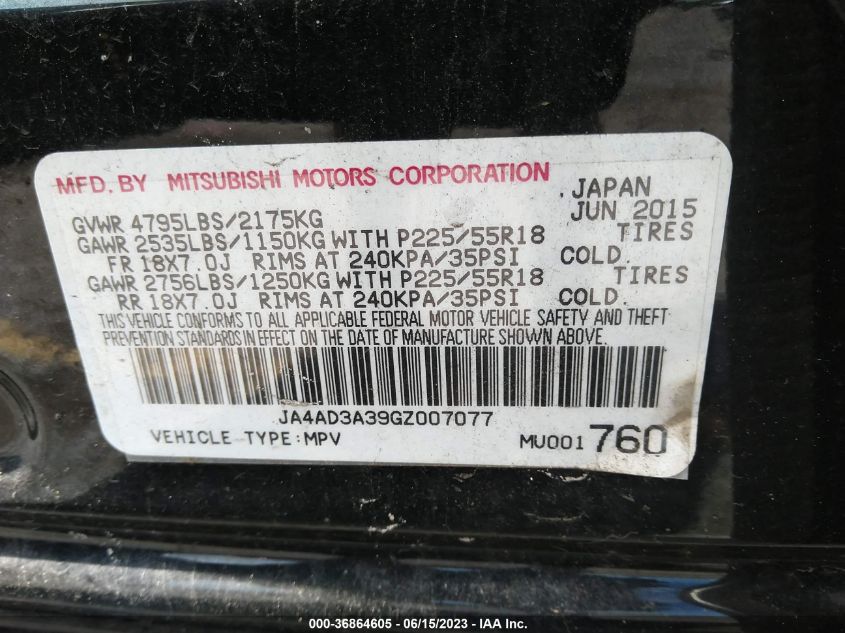 MFD. BY MITSUBISHI MOTORS CORPORATION
JAPAN
GVWR 4795LBS/2175KG JUN 2015
GAWR 2535LBS/1150KG WITH P225/55R18 TIRES
FR 18X7.0J RIMS AT 240KPA/35PSI COLD.
GAWR 2756LBS/1250KG WITH P225/55R18 TIRES
RR 18X7.0J RIMS AT 240KPA/35PSI COLD.
THIS VEHICLE CONFORMS TO ALL APPLICABLE FEDERAL MOTOR VEHICLE SAFETY AND THEFT
PREVENTION STANDARDS IN EFFECT ON THE DATE OF MANUFACTURE SHOWN ABOVE.
JA4AD3A39GZ007077
VEHICLE TYPE:MPV MU001 760
000-36864605 - 06/15/2023 - IAA Inc.